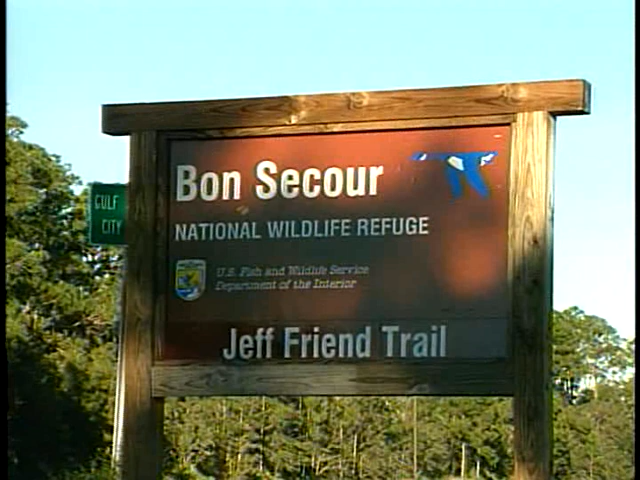 GULF
CITY
Bon Secour
NATIONAL WILDLIFE REFUGE
U.S. Fish and Wildlife Service
Department of the Interior
Jeff Friend Trail